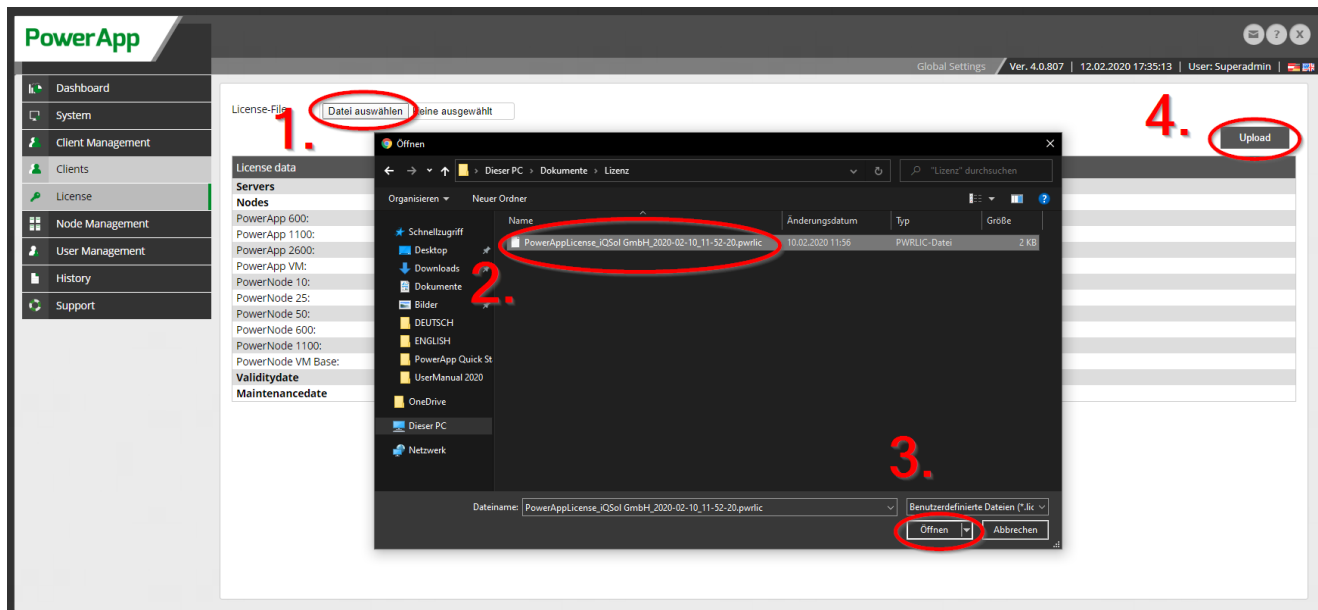 PowerApp
Global Settings Ver. 4.0.807 | 12.02.2020 17:35:13 | User: Superadmin |
Dashboard
System
Client Management
Clients
License
Node Management
User Management
History
Support
License-File
Datei auswählen Keine ausgewählt
1.
4.
Upload
License data
Servers
Nodes
PowerApp 600:
PowerApp 1100:
PowerApp 2600:
PowerApp VM:
PowerNode 10:
PowerNode 25:
PowerNode 50:
PowerNode 600:
PowerNode 1100:
PowerNode VM Base:
Validitydate
Maintenancedate
Öffnen
Dieser PC > Dokumente > Lizenz
"Lizenz" durchsuchen
Organisieren Neuer Ordner
Name Änderungsdatum Typ Größe
PowerAppLicense_iQSol GmbH_2020-02-10_11-52-20.pwrlic 10.02.2020 11:56 PWRLIC-Datei 2 KB
2.
Schnellzugriff
Desktop
Downloads
Dokumente
Bilder
DEUTSCH
ENGLISH
PowerApp Quick St
UserManual 2020
OneDrive
Dieser PC
Netzwerk
3.
Dateiname: PowerAppLicense_iQSol GmbH_2020-02-10_11-52-20.pwrlic
Benutzerdefinierte Dateien (*.lic
Öffnen Abbrechen